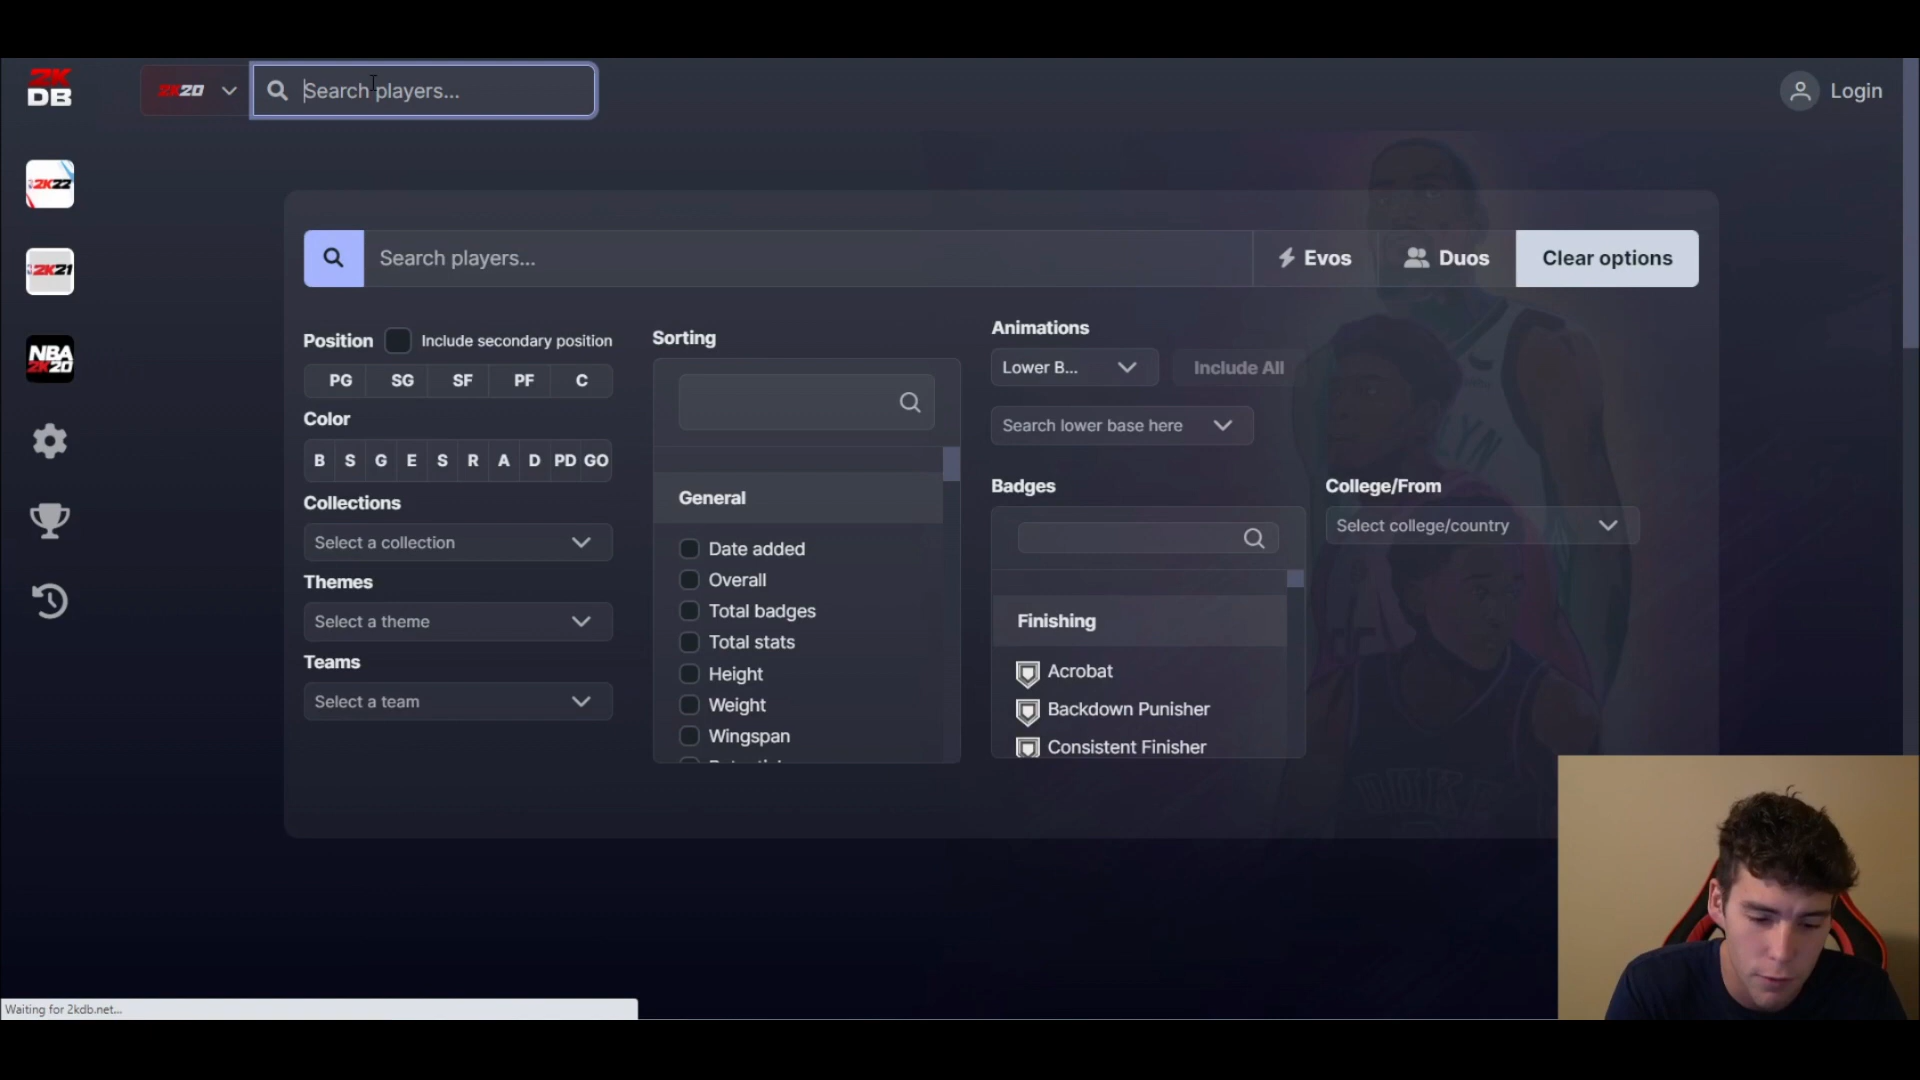 2K
DB
2K20
Search players...
Login
2K22
2K21
NBA
2K20
Search players...
Evos
Duos
Clear options
Position
Include secondary position
PG
SG
SF
PF
C
Color
B
S
G
E
S
R
A
D
PD
GO
Collections
Select a collection
Themes
Select a theme
Teams
Select a team
Sorting
General
Date added
Overall
Total badges
Total stats
Height
Weight
Wingspan
Animations
Lower B...
Include All
Search lower base here
Badges
Finishing
Acrobat
Backdown Punisher
Consistent Finisher
College/From
Select college/country
Waiting for 2kdb.net...